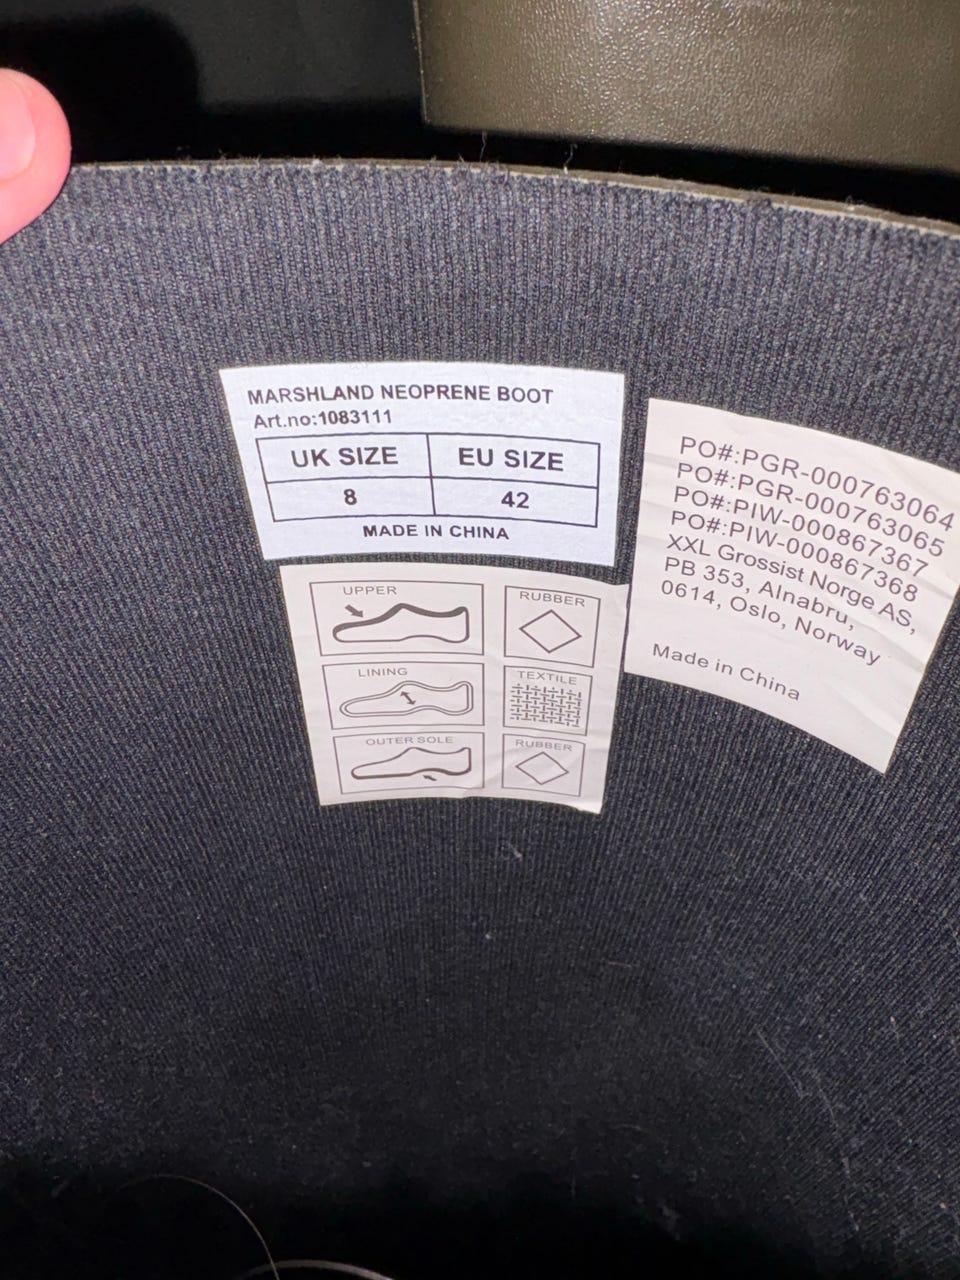 MARSHLAND NEOPRENE BOOT
Art.no:1083111
UK SIZE EU SIZE
8 42
MADE IN CHINA
UPPER RUBBER
LINING TEXTILE
OUTER SOLE RUBBER
PO#:PGR-000763064
PO#:PGR-000763065
PO#:PIW-000867367
PO#:PIW-000867368
XXL Grossist Norge AS,
PB 353, Alnabru,
0614, Oslo, Norway
Made in China